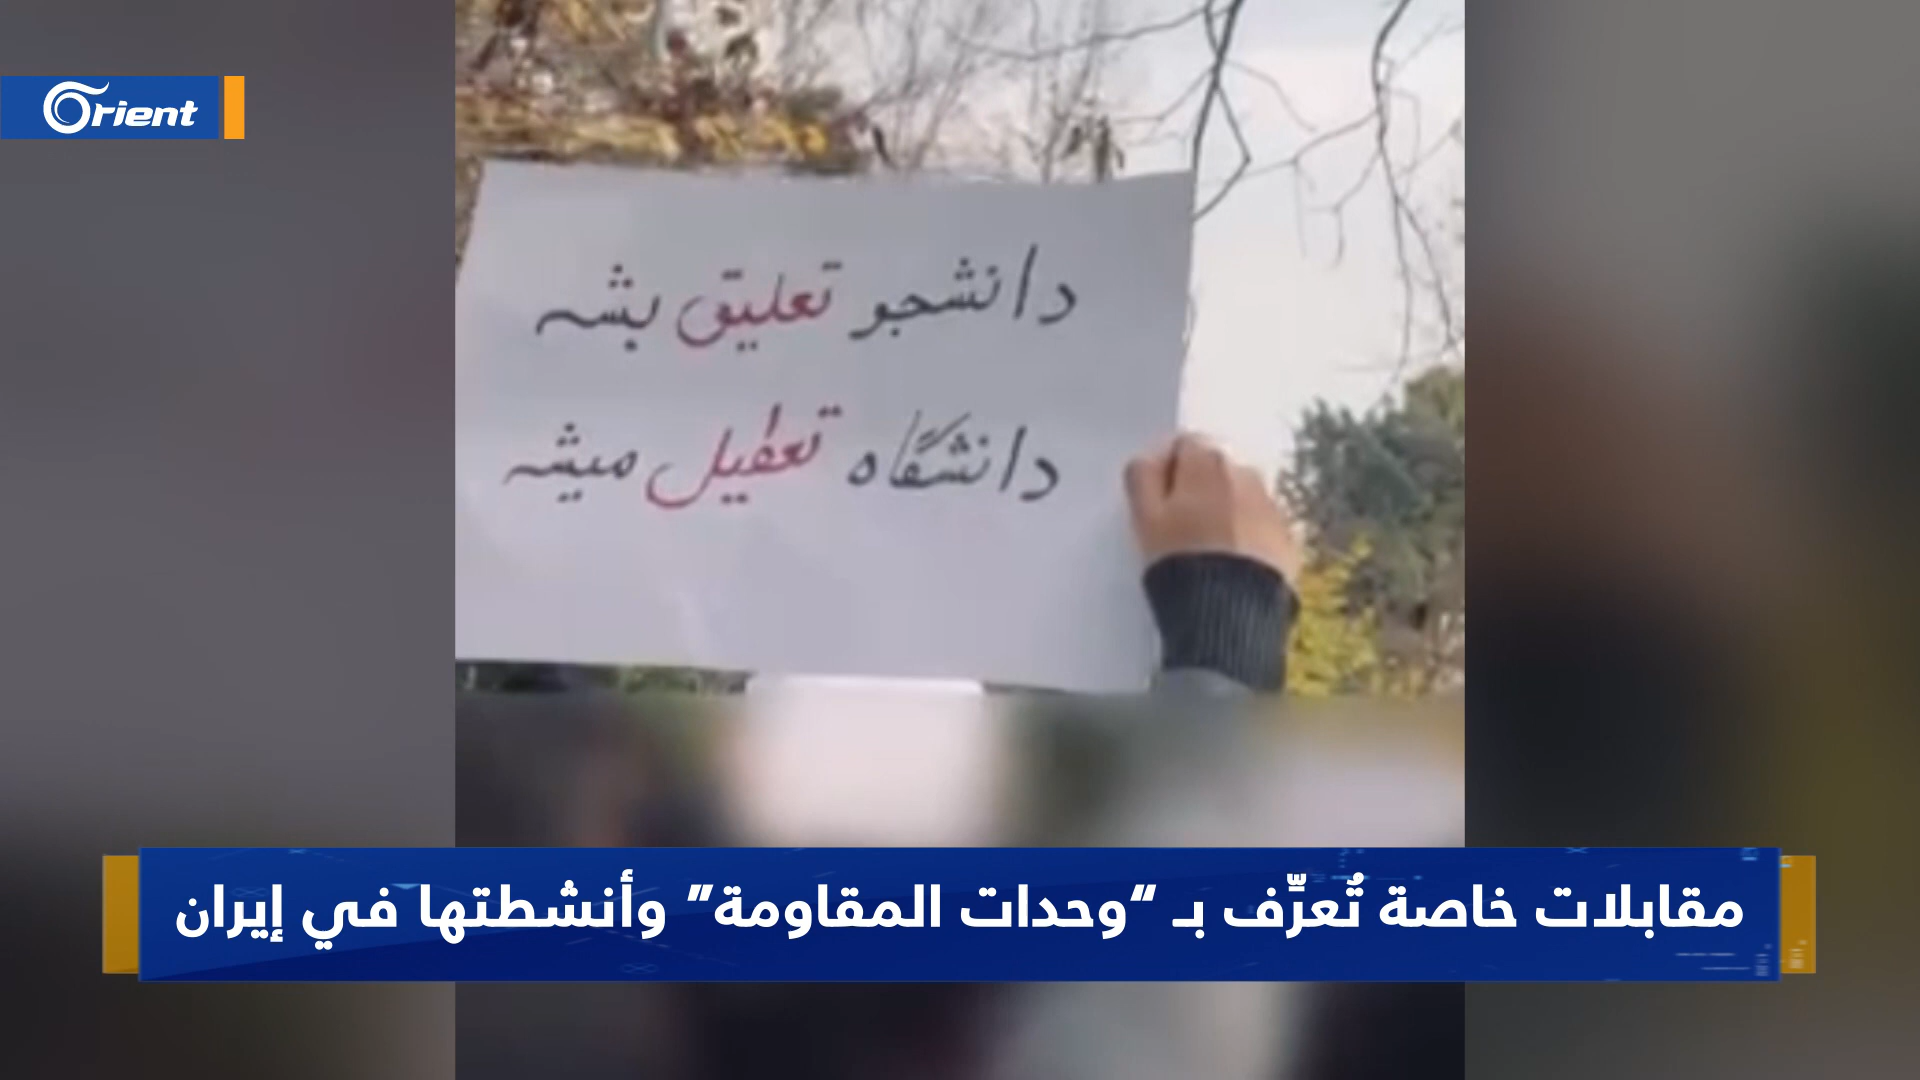 Orient
دانشجو تعلیق بشه
دانشگاه تعطیل میشه
مقابلات خاصة تُعرِّف بـ “وحدات المقاومة” وأنشطتها في إيران